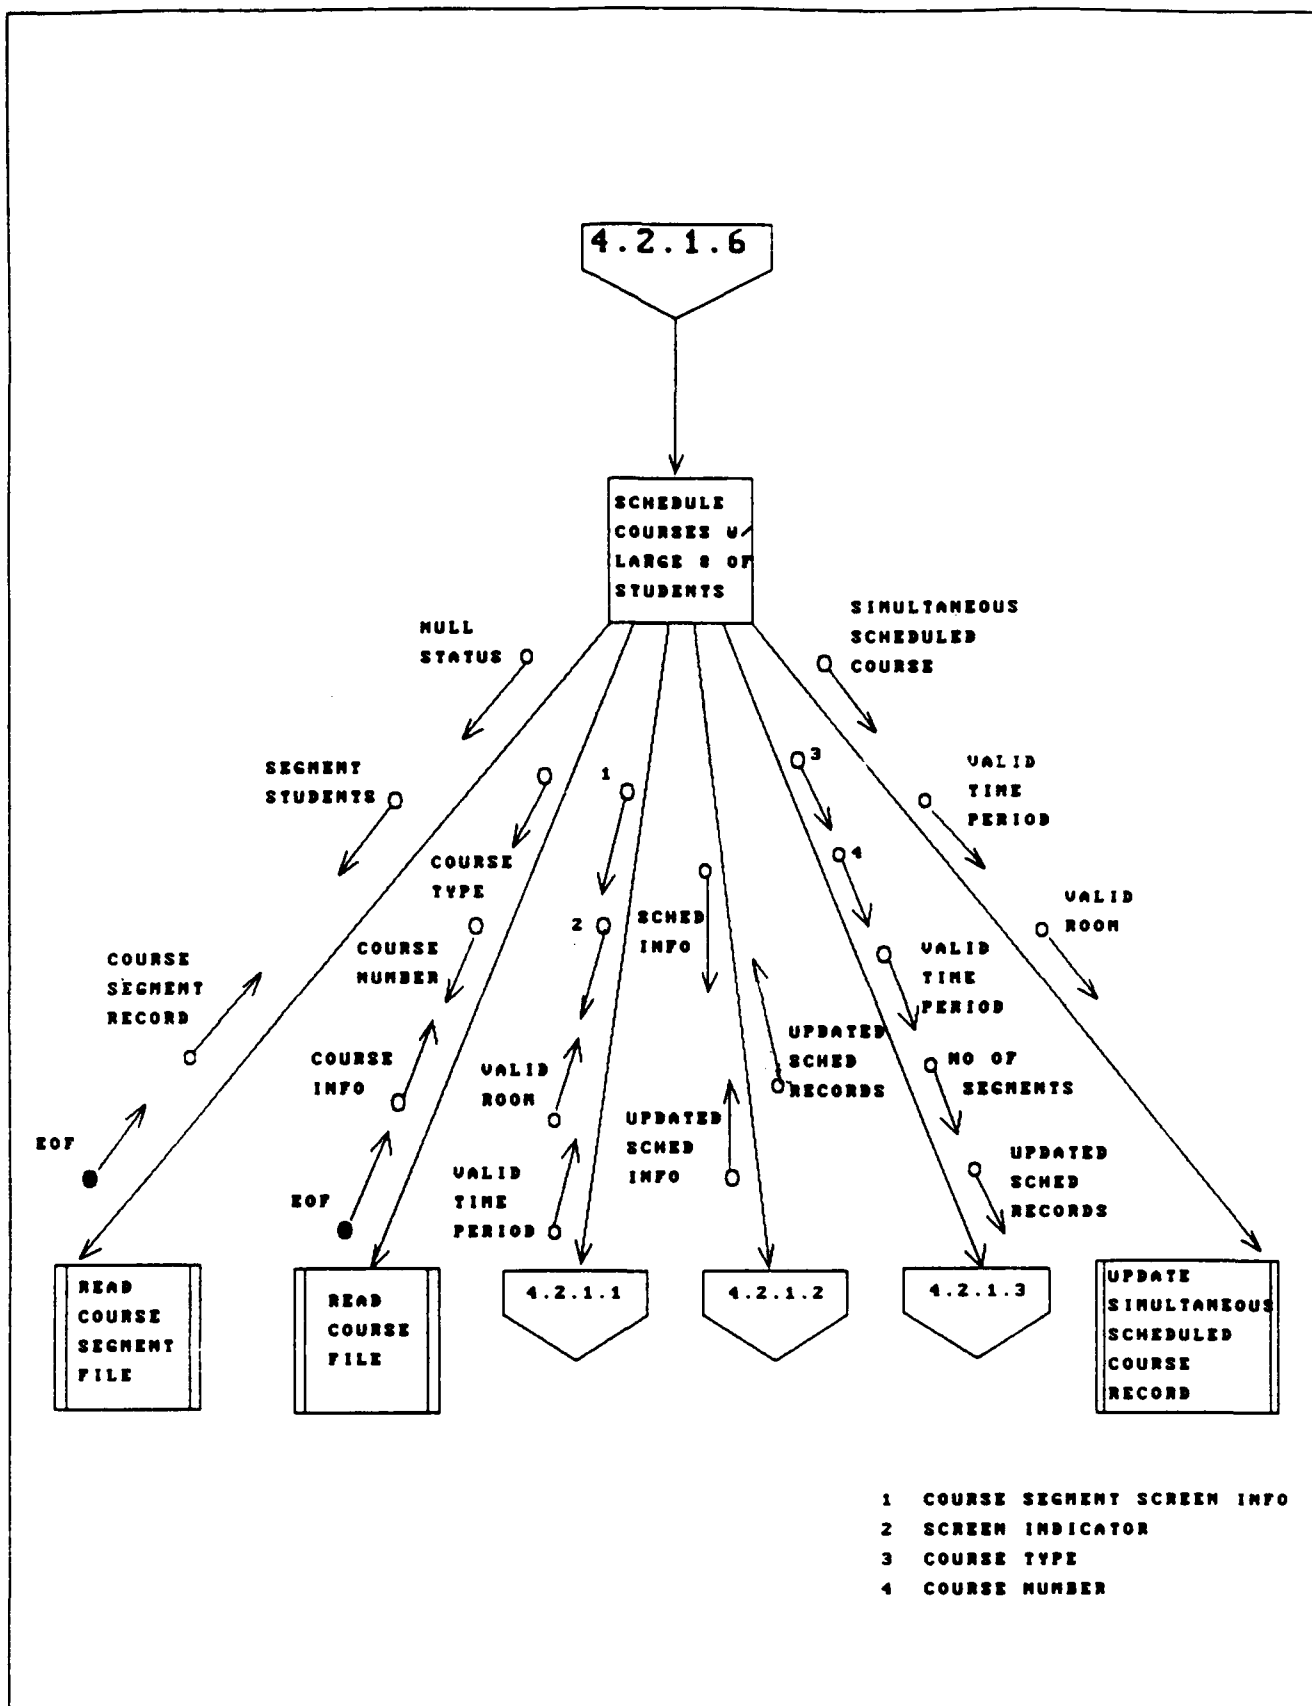 4.2.1.6
SCHEDULE
COURSES W/
LARGE # OF
STUDENTS
NULL
STATUS
SIMULTANEOUS
SCHEDULED
COURSE
SEGMENT
STUDENTS
1
3
VALID
TIME
PERIOD
COURSE
TYPE
4
2
SCHED
INFO
VALID
ROOM
COURSE
NUMBER
COURSE
SEGMENT
RECORD
VALID
TIME
PERIOD
COURSE
INFO
VALID
ROOM
UPDATED
SCHED
RECORDS
NO OF
SEGMENTS
EOF
UPDATED
SCHED
INFO
UPDATED
SCHED
RECORDS
EOF
VALID
TIME
PERIOD
READ
COURSE
SEGMENT
FILE
READ
COURSE
FILE
4.2.1.1
4.2.1.2
4.2.1.3
UPDATE
SIMULTANEOUS
SCHEDULED
COURSE
RECORD
1 COURSE SEGMENT SCREEN INFO
2 SCREEN INDICATOR
3 COURSE TYPE
4 COURSE NUMBER